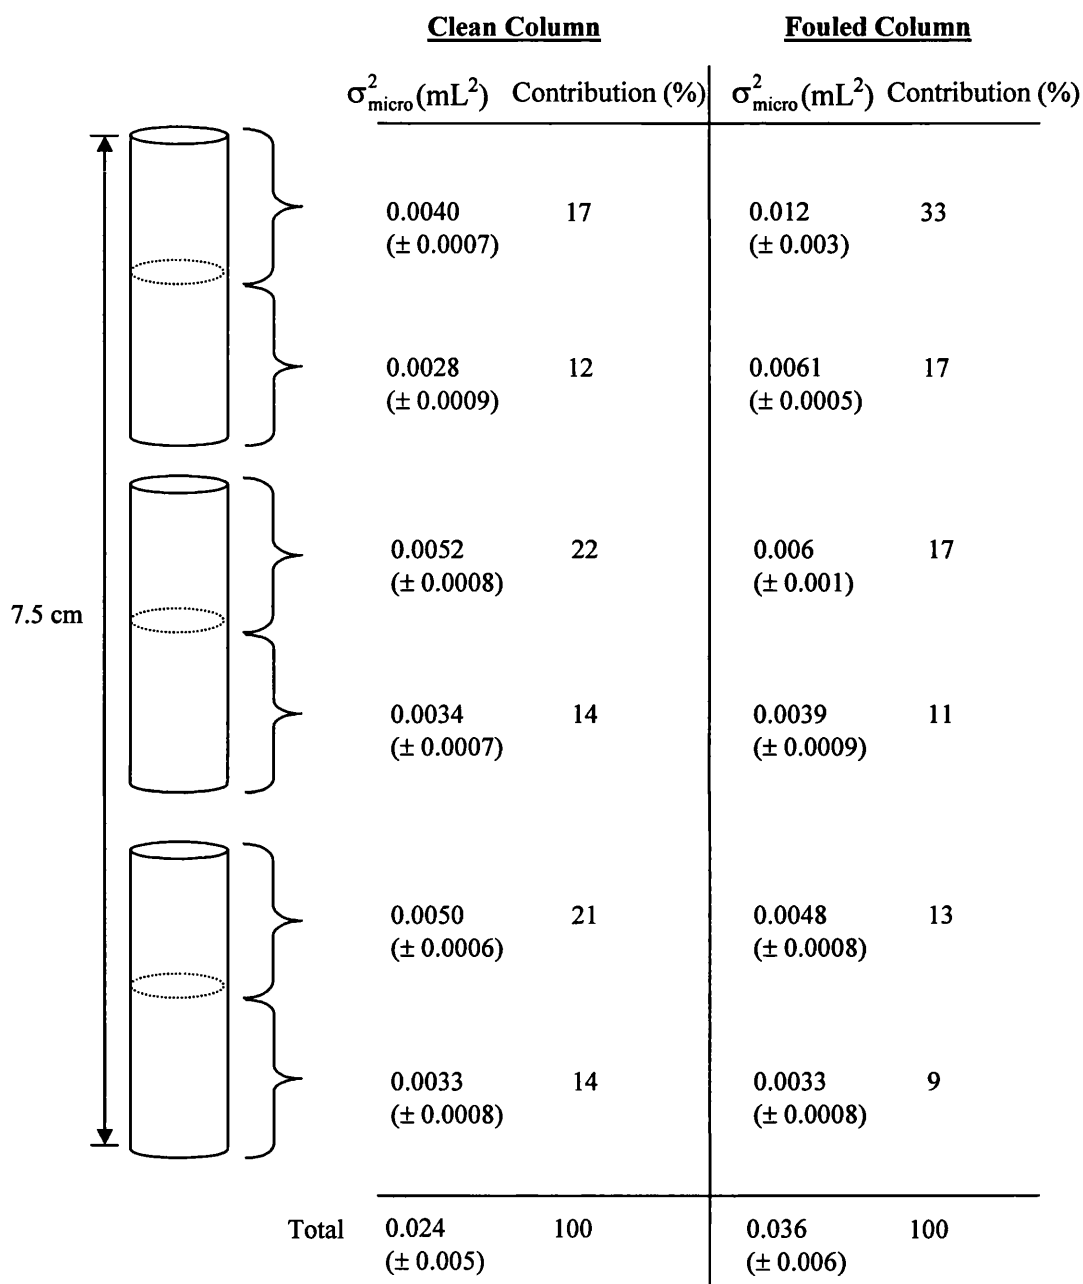 Clean Column Fouled Column
σ²micro (mL²) Contribution (%) σ²micro (mL²) Contribution (%)
0.0040 17 0.012 33
(± 0.0007) (± 0.003)
0.0028 12 0.0061 17
(± 0.0009) (± 0.0005)
0.0052 22 0.006 17
(± 0.0008) (± 0.001)
7.5 cm
0.0034 14 0.0039 11
(± 0.0007) (± 0.0009)
0.0050 21 0.0048 13
(± 0.0006) (± 0.0008)
0.0033 14 0.0033 9
(± 0.0008) (± 0.0008)
Total 0.024 100 0.036 100
(± 0.005) (± 0.006)